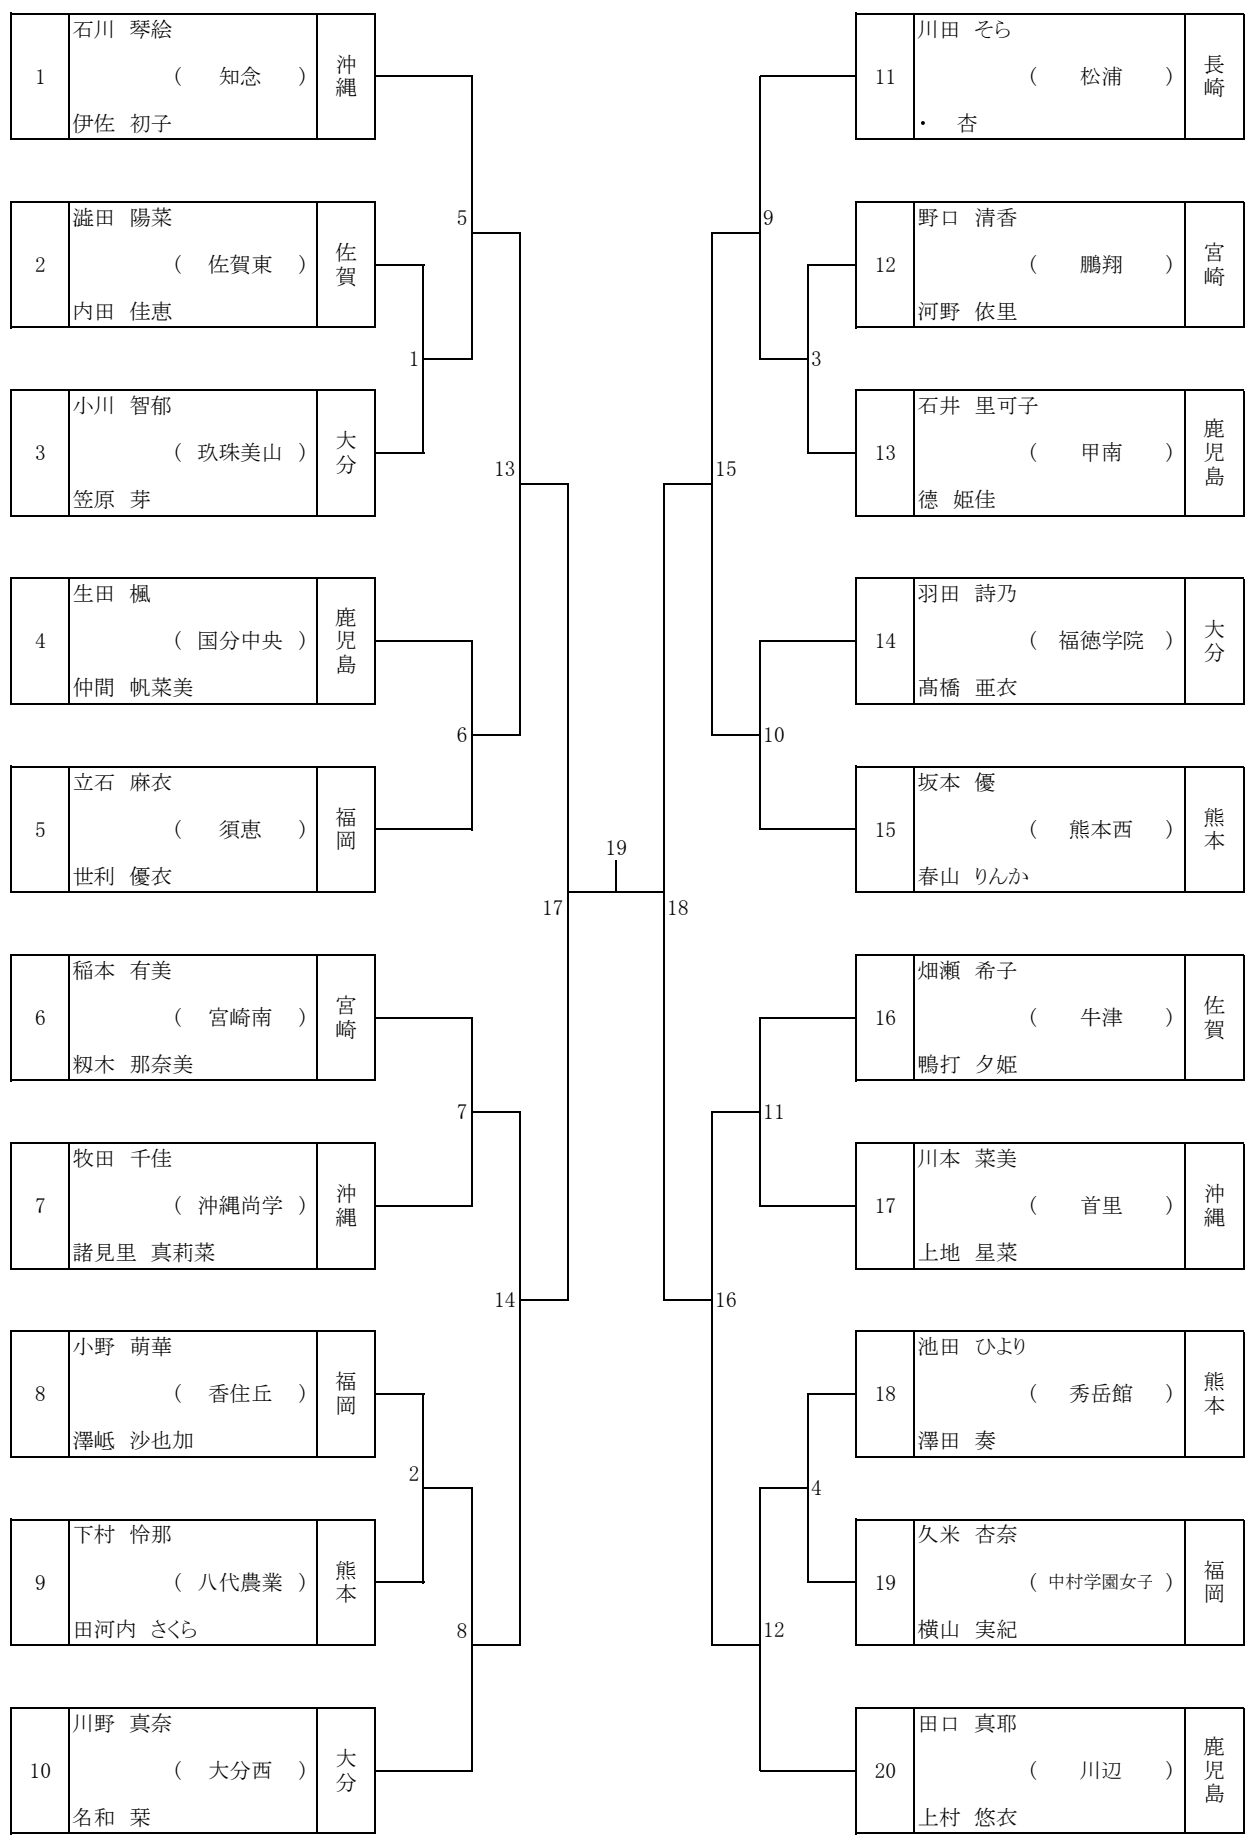 石川 琴絵
1 ( 知念 ) 沖縄
伊佐 初子
澁田 陽菜
2 ( 佐賀東 ) 佐賀
内田 佳恵
小川 智郁
3 ( 玖珠美山 ) 大分
笠原 芽
生田 楓
4 ( 国分中央 ) 鹿児島
仲間 帆菜美
立石 麻衣
5 ( 須恵 ) 福岡
世利 優衣
稲本 有美
6 ( 宮崎南 ) 宮崎
籾木 那奈美
牧田 千佳
7 ( 沖縄尚学 ) 沖縄
諸見里 真莉菜
小野 萌華
8 ( 香住丘 ) 福岡
澤岻 沙也加
下村 怜那
9 ( 八代農業 ) 熊本
田河内 さくら
川野 真奈
10 ( 大分西 ) 大分
名和 栞
5
1
13
6
17
7
14
2
8
19
9
3
15
10
18
11
16
4
12
川田 そら
11 ( 松浦 ) 長崎
・ 杏
野口 清香
12 ( 鵬翔 ) 宮崎
河野 依里
石井 里可子
13 ( 甲南 ) 鹿児島
德 姫佳
羽田 詩乃
14 ( 福徳学院 ) 大分
髙橋 亜衣
坂本 優
15 ( 熊本西 ) 熊本
春山 りんか
畑瀬 希子
16 ( 牛津 ) 佐賀
鴨打 夕姫
川本 菜美
17 ( 首里 ) 沖縄
上地 星菜
池田 ひより
18 ( 秀岳館 ) 熊本
澤田 奏
久米 杏奈
19 ( 中村学園女子 ) 福岡
横山 実紀
田口 真耶
20 ( 川辺 ) 鹿児島
上村 悠衣